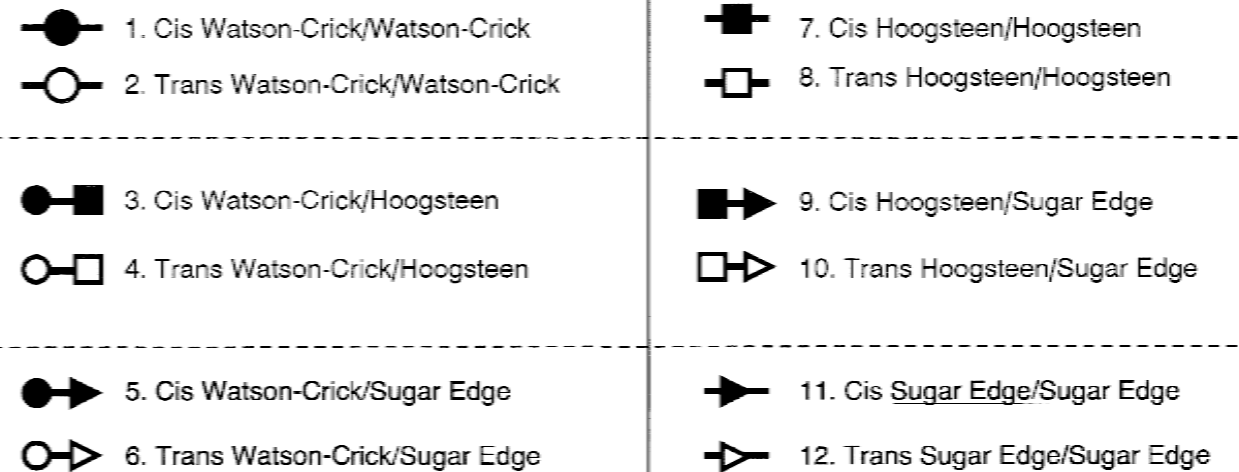 1. Cis Watson-Crick/Watson-Crick
2. Trans Watson-Crick/Watson-Crick
3. Cis Watson-Crick/Hoogsteen
4. Trans Watson-Crick/Hoogsteen
5. Cis Watson-Crick/Sugar Edge
6. Trans Watson-Crick/Sugar Edge
7. Cis Hoogsteen/Hoogsteen
8. Trans Hoogsteen/Hoogsteen
9. Cis Hoogsteen/Sugar Edge
10. Trans Hoogsteen/Sugar Edge
11. Cis Sugar Edge/Sugar Edge
12. Trans Sugar Edge/Sugar Edge